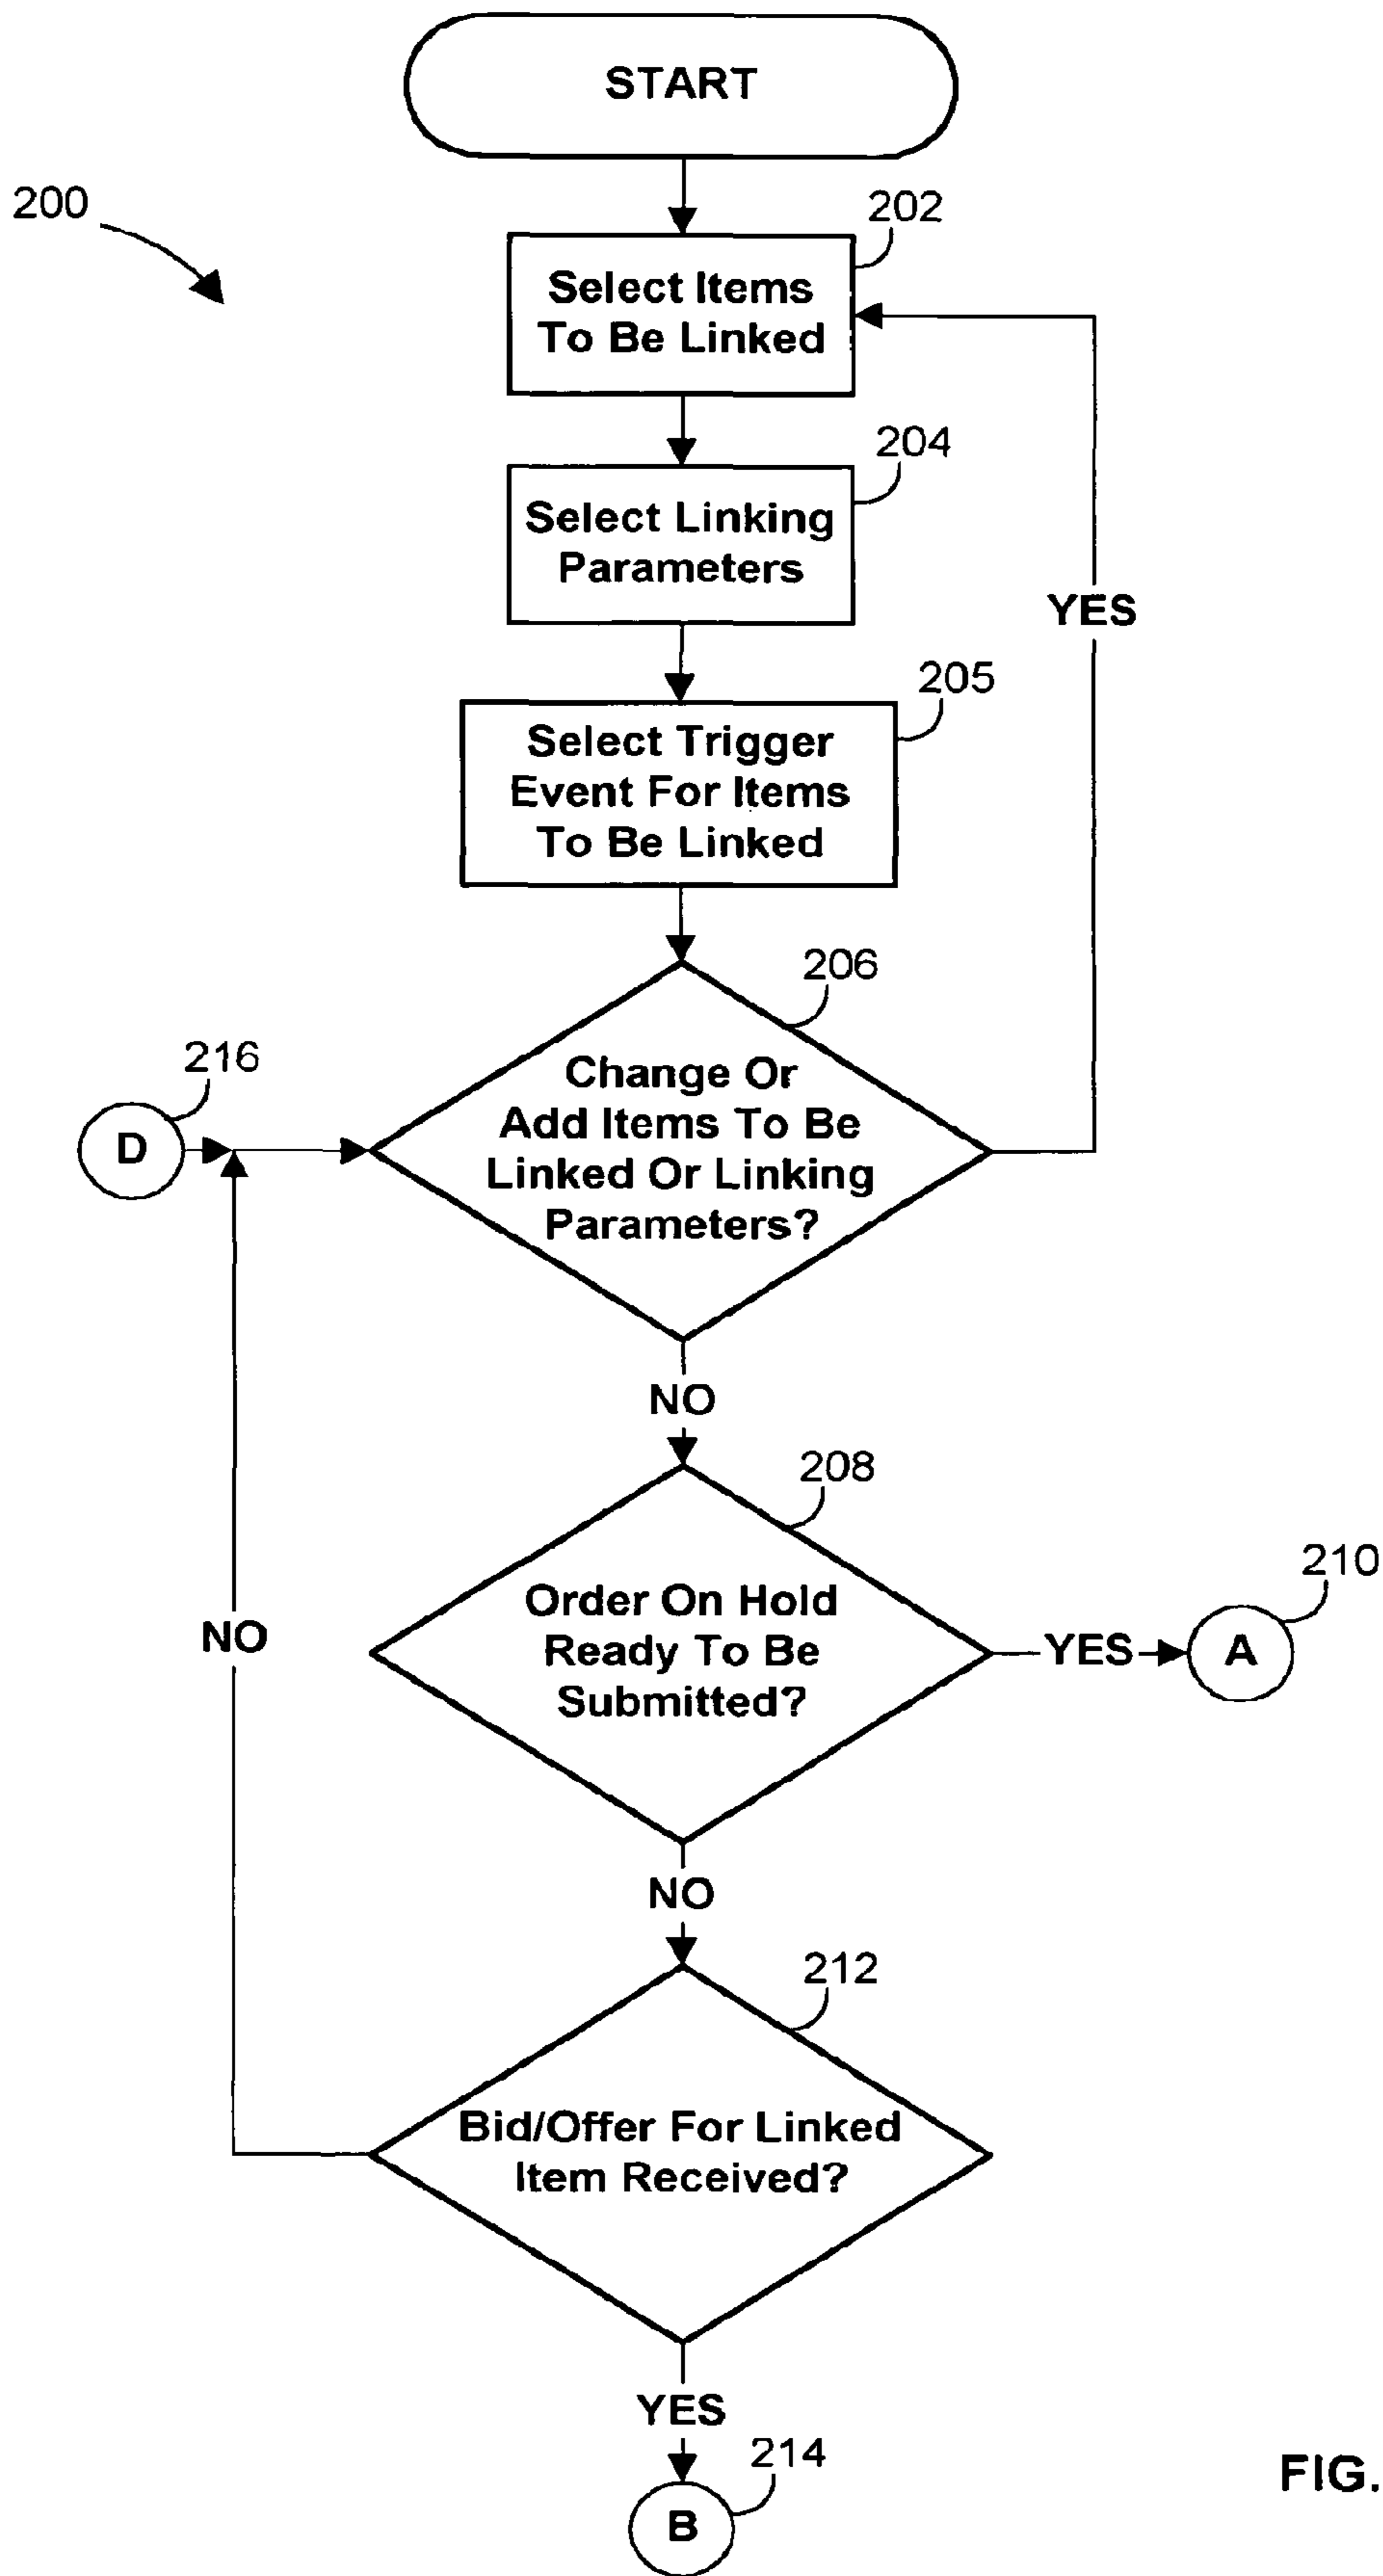 START
200
202
Select Items
To Be Linked
204
Select Linking
Parameters
YES
205
Select Trigger
Event For Items
To Be Linked
206
216
Change Or
Add Items To Be
Linked Or Linking
Parameters?
D
NO
208
210
Order On Hold
Ready To Be
Submitted?
YES
A
NO
NO
212
Bid/Offer For Linked
Item Received?
YES
214
B
FIG.